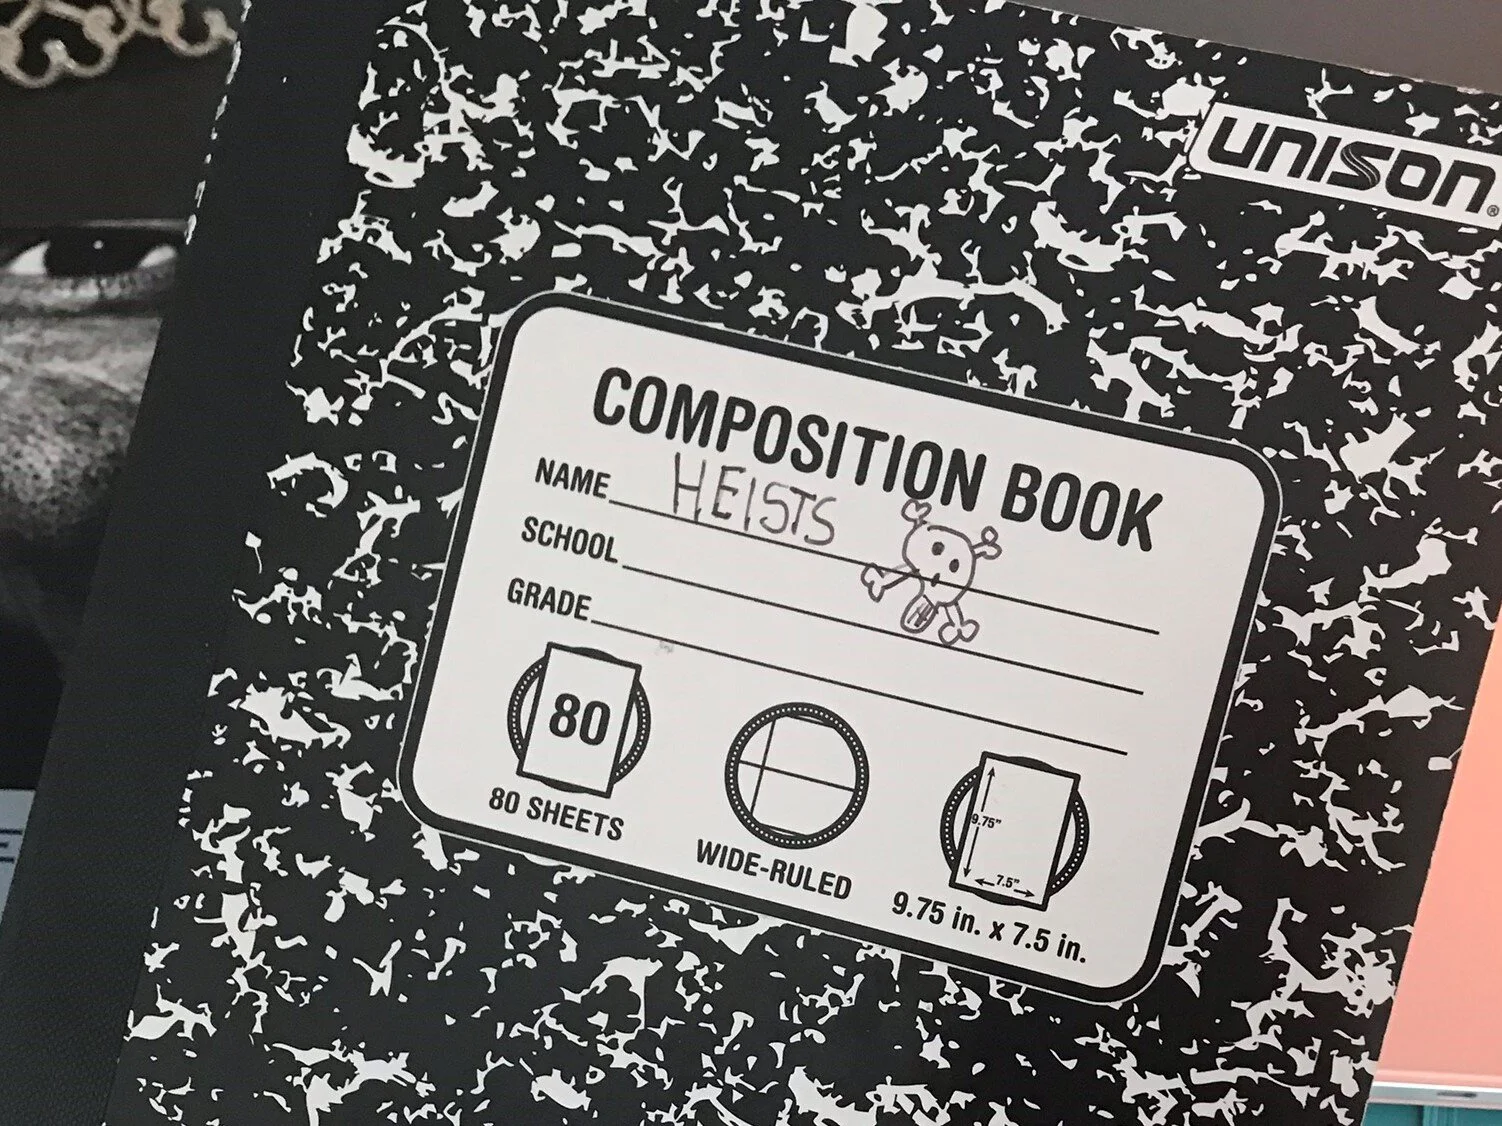 UNISON®
COMPOSITION BOOK
NAME HEISTS
SCHOOL
GRADE
80
80 SHEETS
WIDE-RULED
9.75"
7.5"
9.75 in. x 7.5 in.